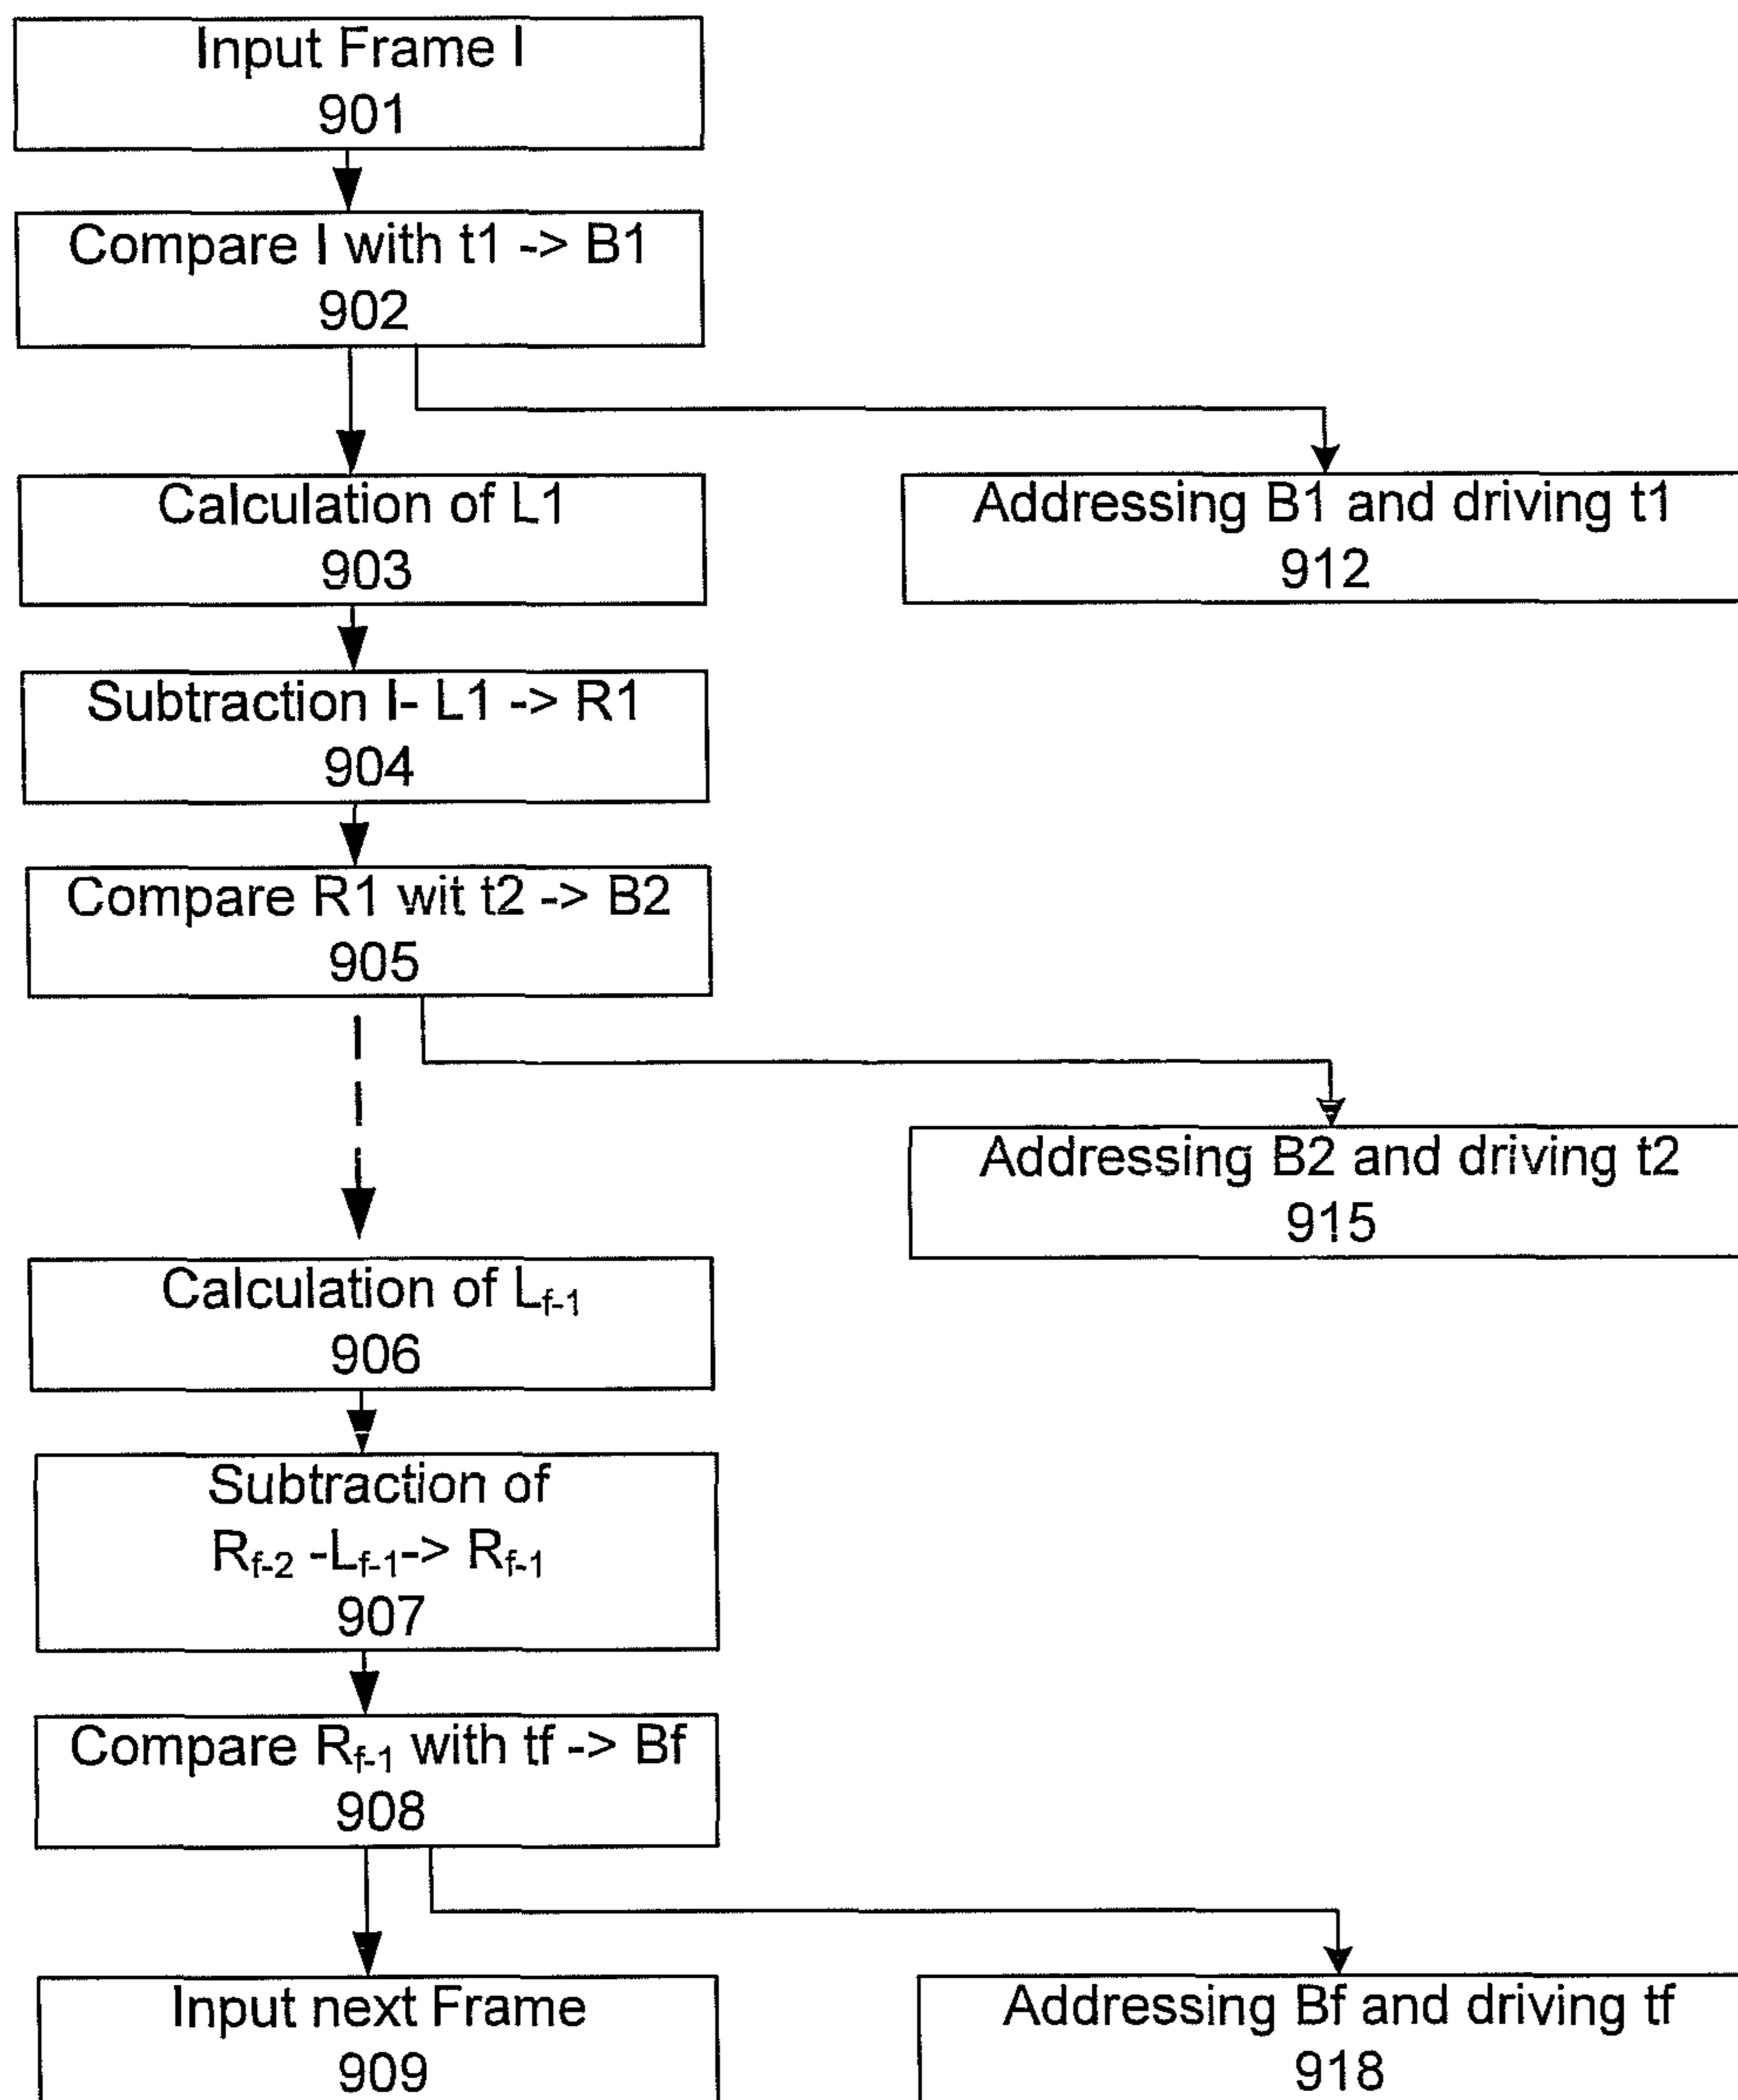 Input Frame I
901
Compare I with t1 -> B1
902
Calculation of L1
903
Addressing B1 and driving t1
912
Subtraction I- L1 -> R1
904
Compare R1 wit t2 -> B2
905
Addressing B2 and driving t2
915
Calculation of Lf-1
906
Subtraction of
Rf-2 -Lf-1-> Rf-1
907
Compare Rf-1 with tf -> Bf
908
Input next Frame
909
Addressing Bf and driving tf
918